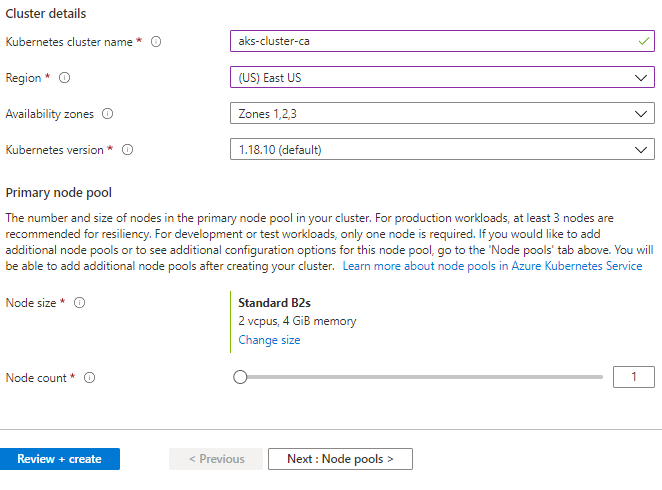 Cluster details
Kubernetes cluster name *
aks-cluster-ca
Region *
(US) East US
Availability zones
Zones 1,2,3
Kubernetes version *
1.18.10 (default)
Primary node pool
The number and size of nodes in the primary node pool in your cluster. For production workloads, at least 3 nodes are
recommended for resiliency. For development or test workloads, only one node is required. If you would like to add
additional node pools or to see additional configuration options for this node pool, go to the 'Node pools' tab above. You will
be able to add additional node pools after creating your cluster. Learn more about node pools in Azure Kubernetes Service
Node size *
Standard B2s
2 vcpus, 4 GiB memory
Change size
Node count *
1
Review + create
< Previous
Next : Node pools >